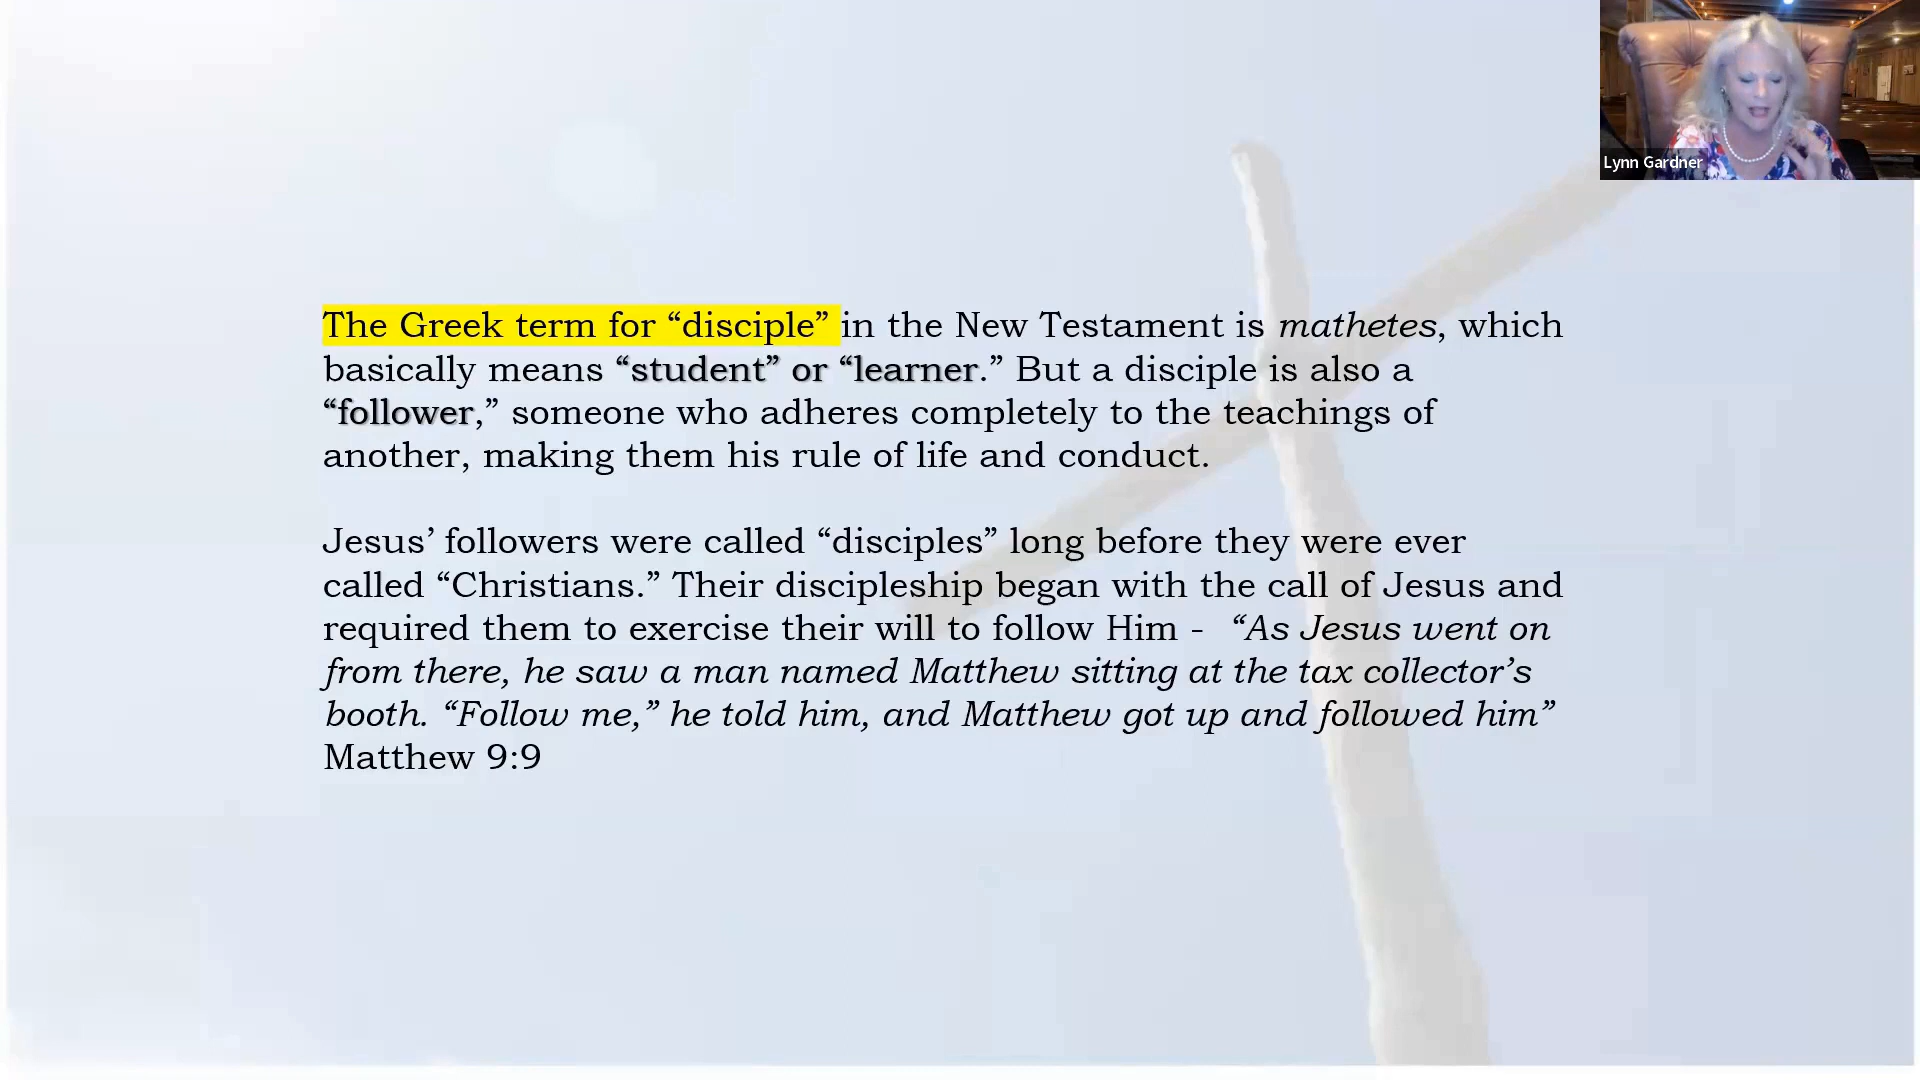 Lynn Gardner
The Greek term for “disciple” in the New Testament is mathetes, which
basically means “student” or “learner.” But a disciple is also a
“follower,” someone who adheres completely to the teachings of
another, making them his rule of life and conduct.
Jesus’ followers were called “disciples” long before they were ever
called “Christians.” Their discipleship began with the call of Jesus and
required them to exercise their will to follow Him - “As Jesus went on
from there, he saw a man named Matthew sitting at the tax collector’s
booth. “Follow me,” he told him, and Matthew got up and followed him”
Matthew 9:9